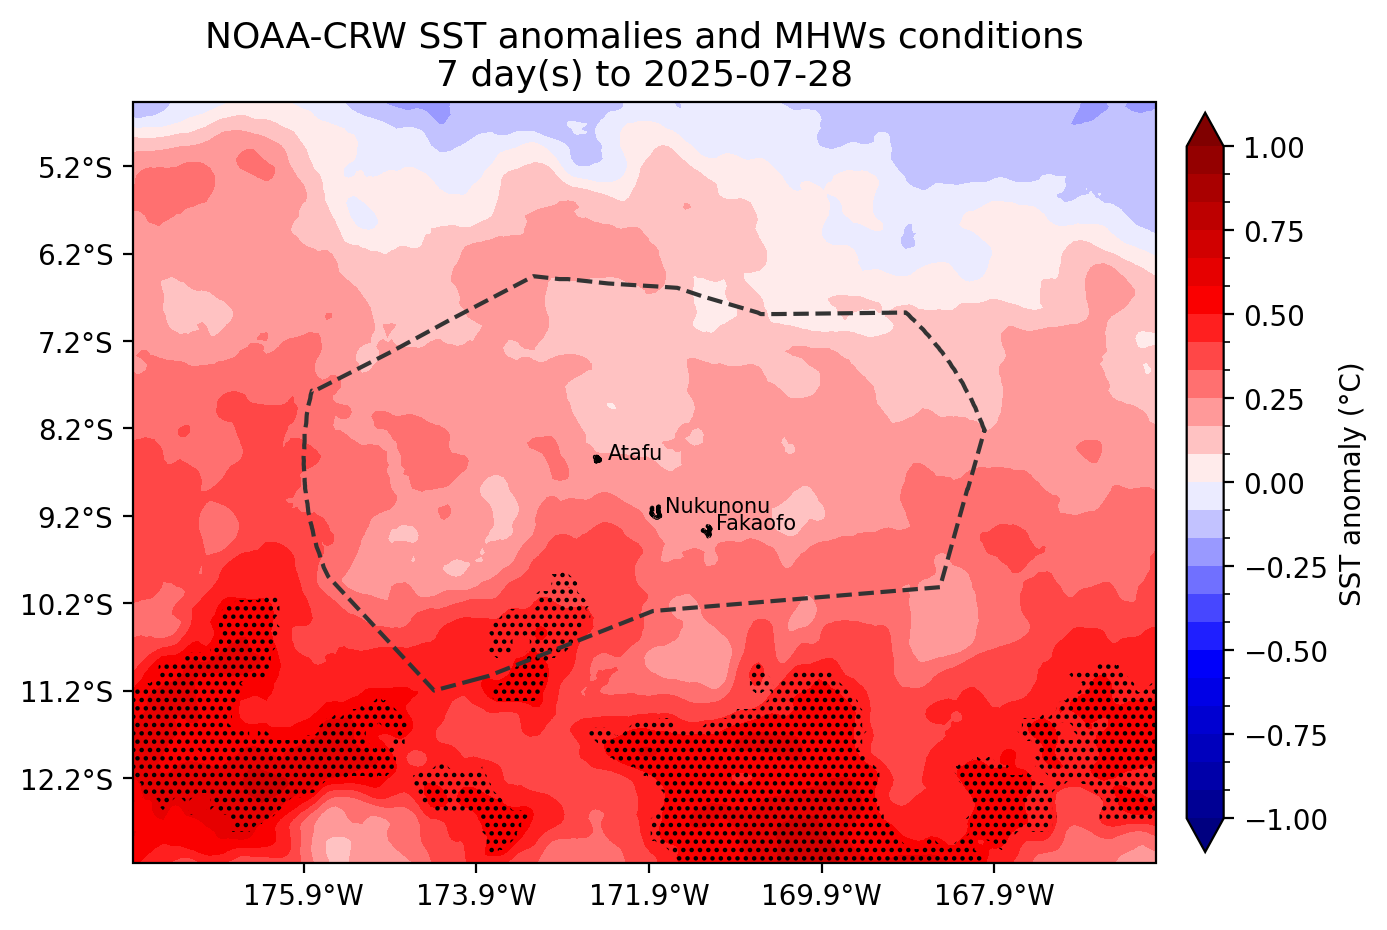 NOAA-CRW SST anomalies and MHWs conditions
7 day(s) to 2025-07-28
5.2°S
6.2°S
7.2°S
8.2°S
9.2°S
10.2°S
11.2°S
12.2°S
175.9°W
173.9°W
171.9°W
169.9°W
167.9°W
Atafu
Nukunonu
Fakaofo
1.00
0.75
0.50
0.25
0.00
−0.25
−0.50
−0.75
−1.00
SST anomaly (°C)